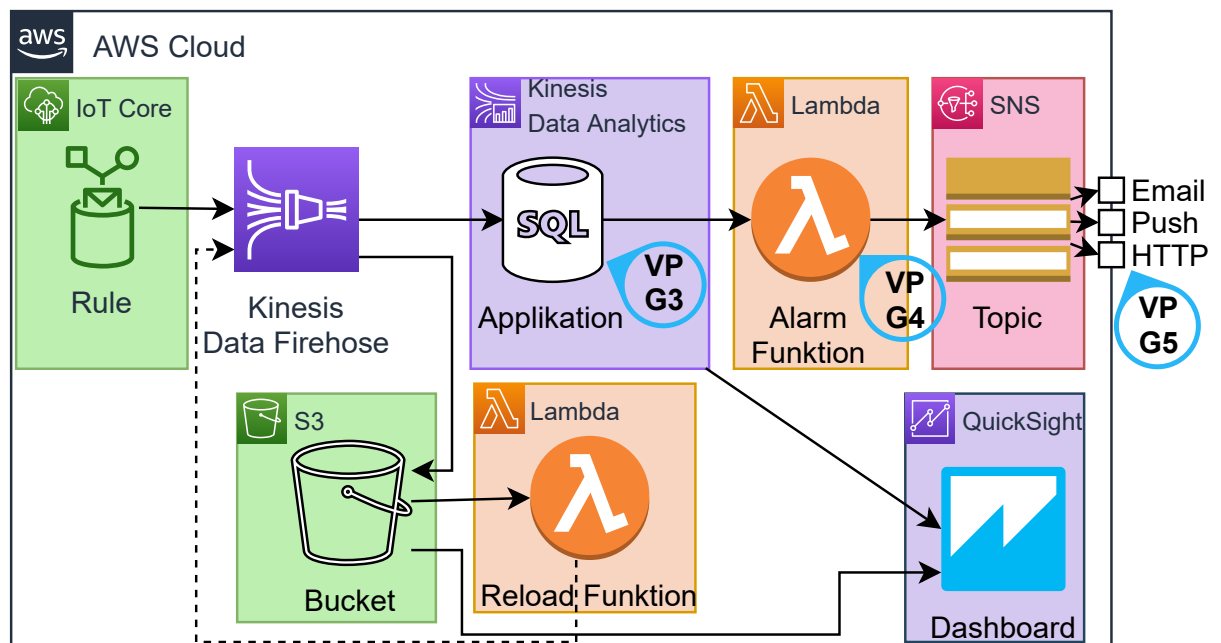 aws
AWS Cloud
IoT Core
Rule
Kinesis
Data Firehose
Kinesis
Data Analytics
SQL
Applikation
VP
G3
Lambda
Alarm
Funktion
VP
G4
SNS
Topic
Email
Push
HTTP
VP
G5
S3
Bucket
Lambda
Reload Funktion
QuickSight
Dashboard